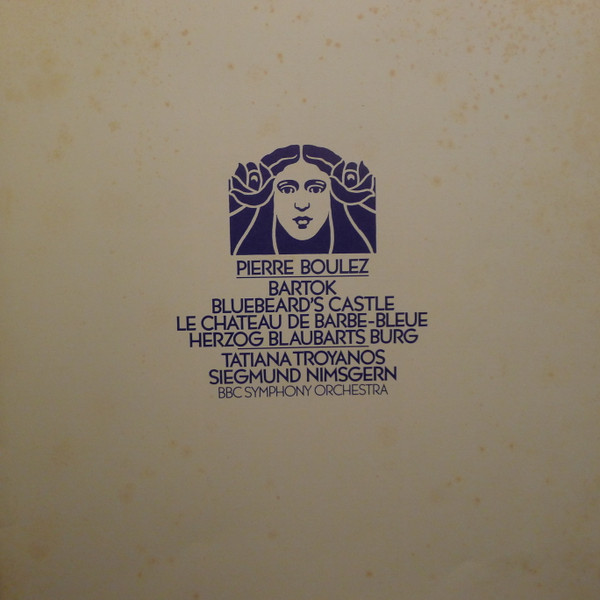 PIERRE BOULEZ
BARTOK
BLUEBEARD'S CASTLE
LE CHATEAU DE BARBE-BLEUE
HERZOG BLAUBARTS BURG
TATIANA TROYANOS
SIEGMUND NIMSGERN
BBC SYMPHONY ORCHESTRA